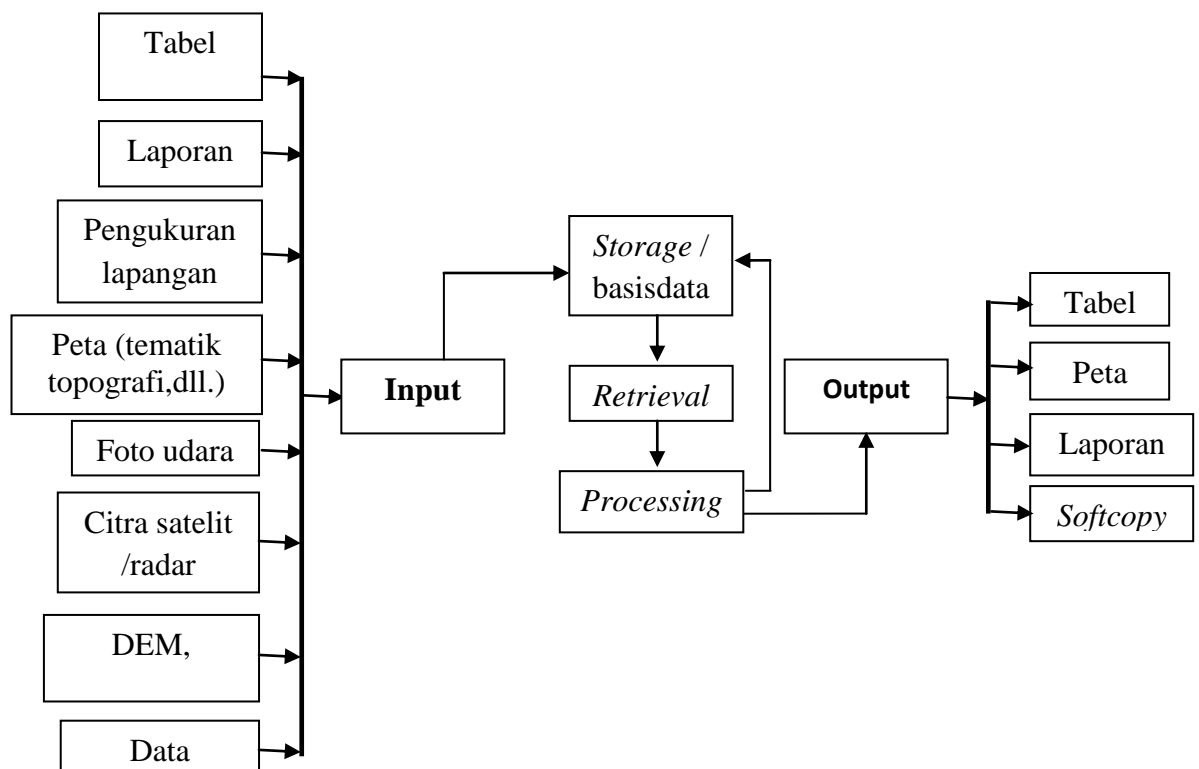 Tabel
Laporan
Pengukuran
lapangan
Peta (tematik
topografi,dll.)
Foto udara
Citra satelit
/radar
DEM,
Data
Input
Storage /
basisdata
Retrieval
Processing
Output
Tabel
Peta
Laporan
Softcopy